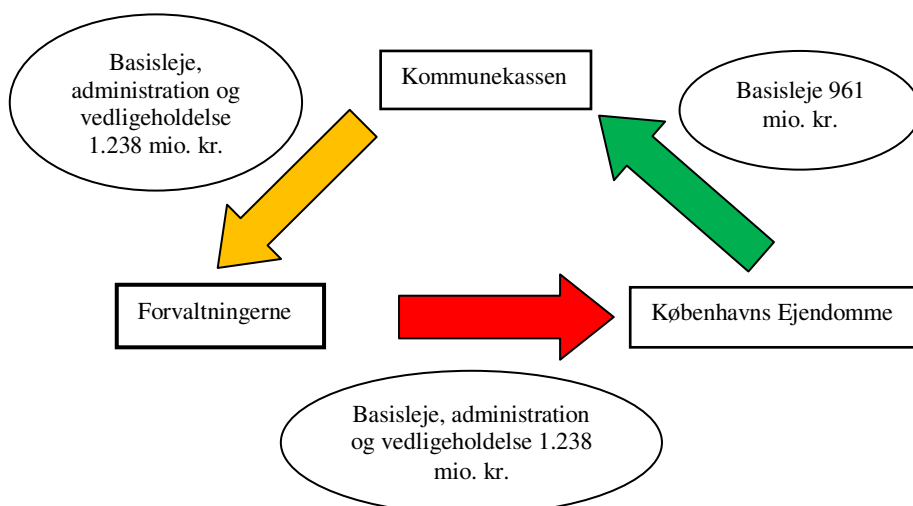 Basisleje,
administration og
vedligeholdelse
1.238 mio. kr.
Kommunekassen
Basisleje 961
mio. kr.
Forvaltningerne
Københavns Ejendomme
Basisleje, administration
og vedligeholdelse 1.238
mio. kr.